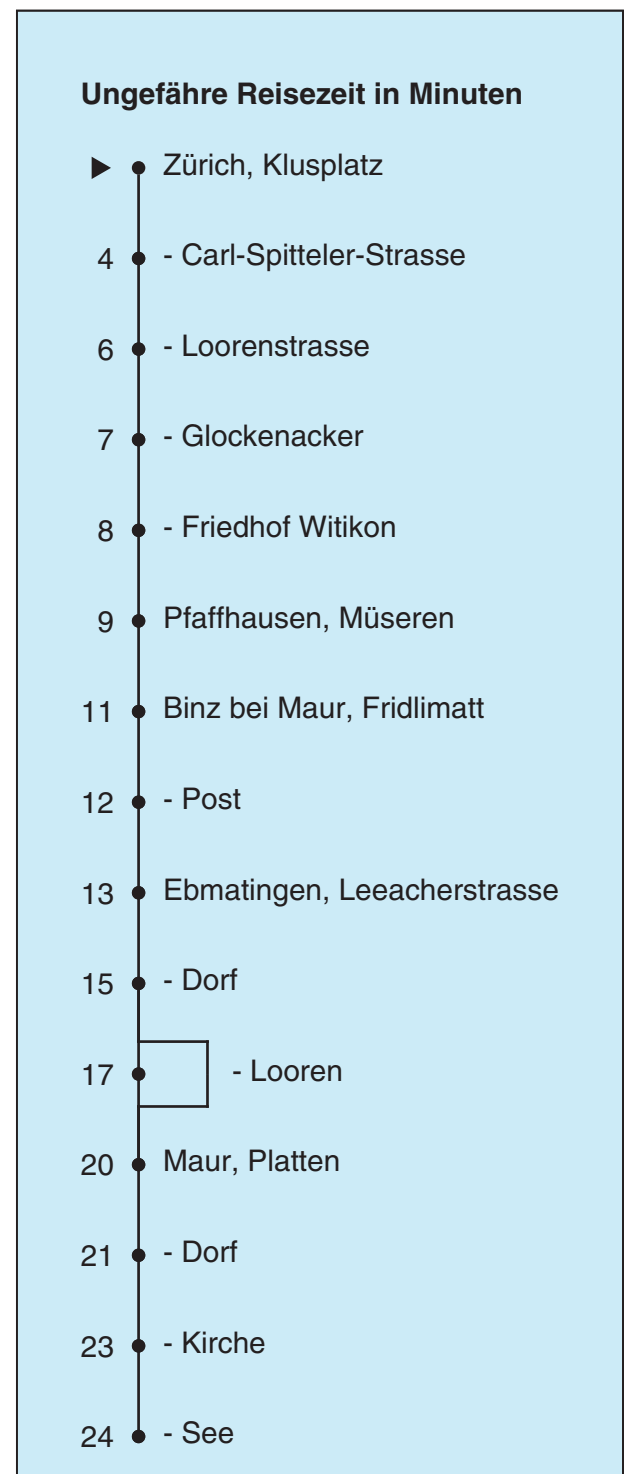 Ungefähre Reisezeit in Minuten
Zürich, Klusplatz
4 - Carl-Spitteler-Strasse
6 - Loorenstrasse
7 - Glockenacker
8 - Friedhof Witikon
9 Pfaffhausen, Müseren
11 Binz bei Maur, Fridlimatt
12 - Post
13 Ebmatingen, Leeacherstrasse
15 - Dorf
17 - Looren
20 Maur, Platten
21 - Dorf
23 - Kirche
24 - See